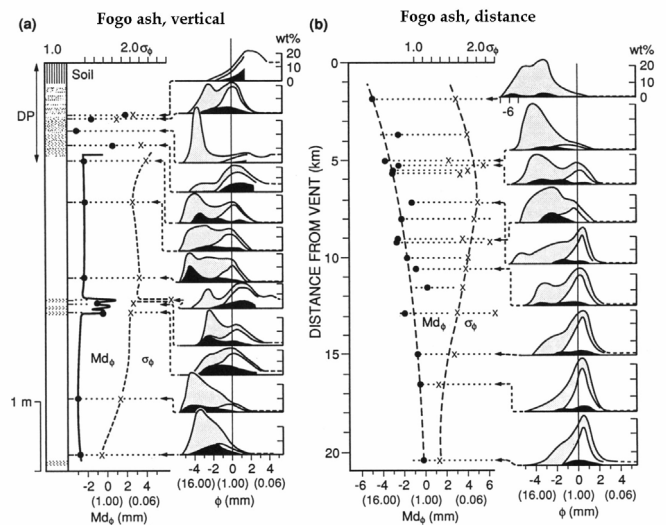 Fogo ash, vertical
(a)
1.0
2.0σϕ
wt%
20
10
0
Soil
DP
1 m
Mdϕ
σϕ
-2 0 2 4
(1.00) (0.06)
Mdϕ (mm)
-4 -2 0 2 4
(16.00) (1.00) (0.06)
ϕ (mm)
Fogo ash, distance
(b)
1.0
2.0σϕ
wt%
20
10
0
-6
DISTANCE FROM VENT (km)
0
5
10
15
20
Mdϕ
σϕ
-6 -4 -2 0 2 4 6
(16.00) (1.00) (0.06)
Mdϕ (mm)
-4 -2 0 2 4
(16.00) (1.00) (0.06)
ϕ (mm)